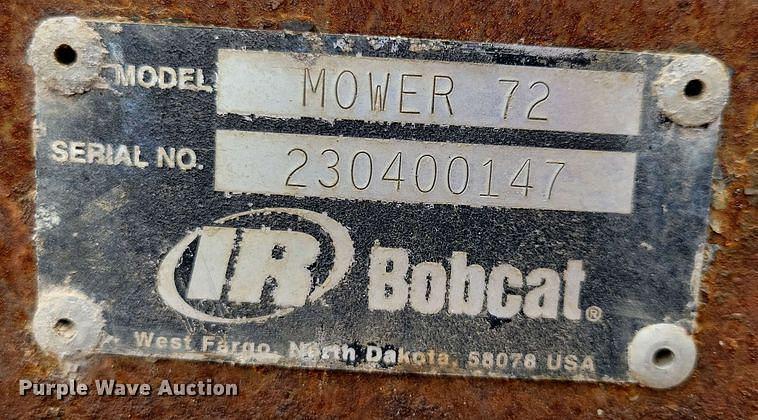 MODEL MOWER 72
SERIAL NO. 230400147
IR Bobcat®
West Fargo, North Dakota, 58078 USA
Purple Wave Auction